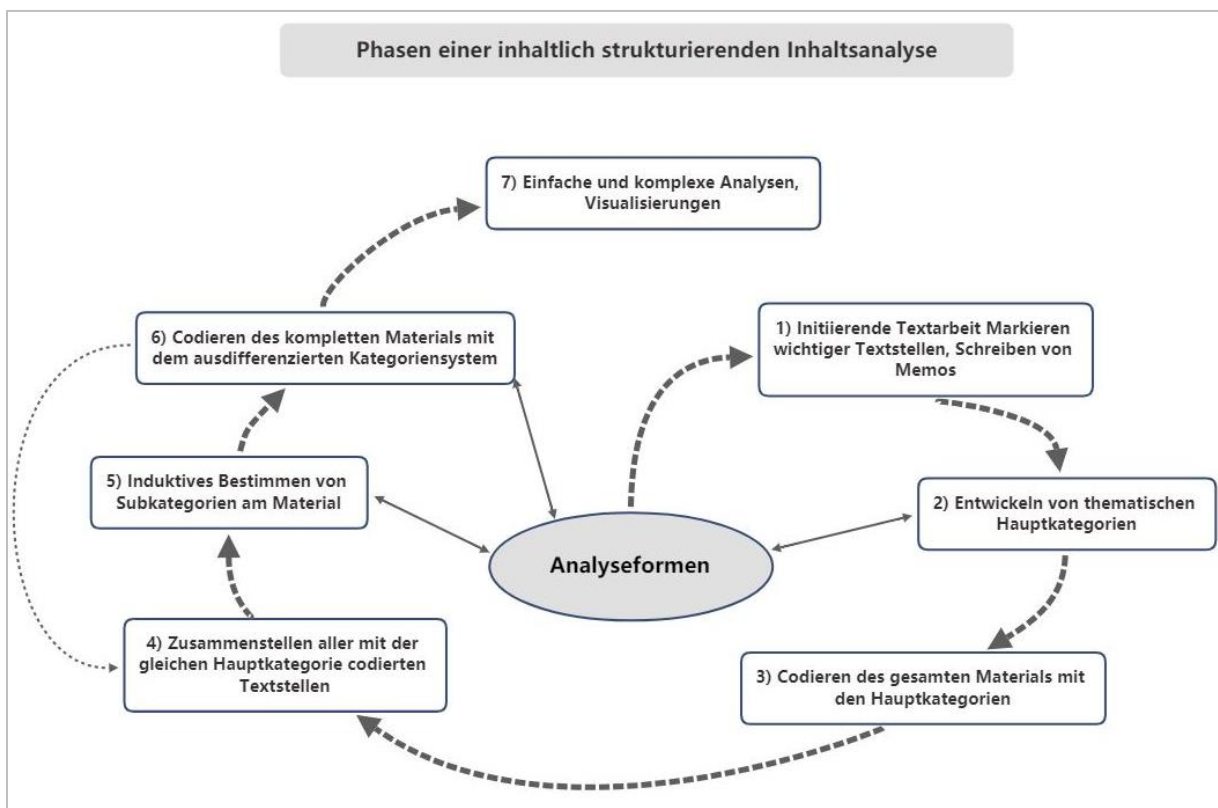 Phasen einer inhaltlich strukturierenden Inhaltsanalyse
7) Einfache und komplexe Analysen,
Visualisierungen
6) Codieren des kompletten Materials mit
dem ausdifferenzierten Kategoriensystem
1) Initiierende Textarbeit Markieren
wichtiger Textstellen, Schreiben von
Memos
5) Induktives Bestimmen von
Subkategorien am Material
2) Entwickeln von thematischen
Hauptkategorien
Analyseformen
4) Zusammenstellen aller mit der
gleichen Hauptkategorie codierten
Textstellen
3) Codieren des gesamten Materials mit
den Hauptkategorien